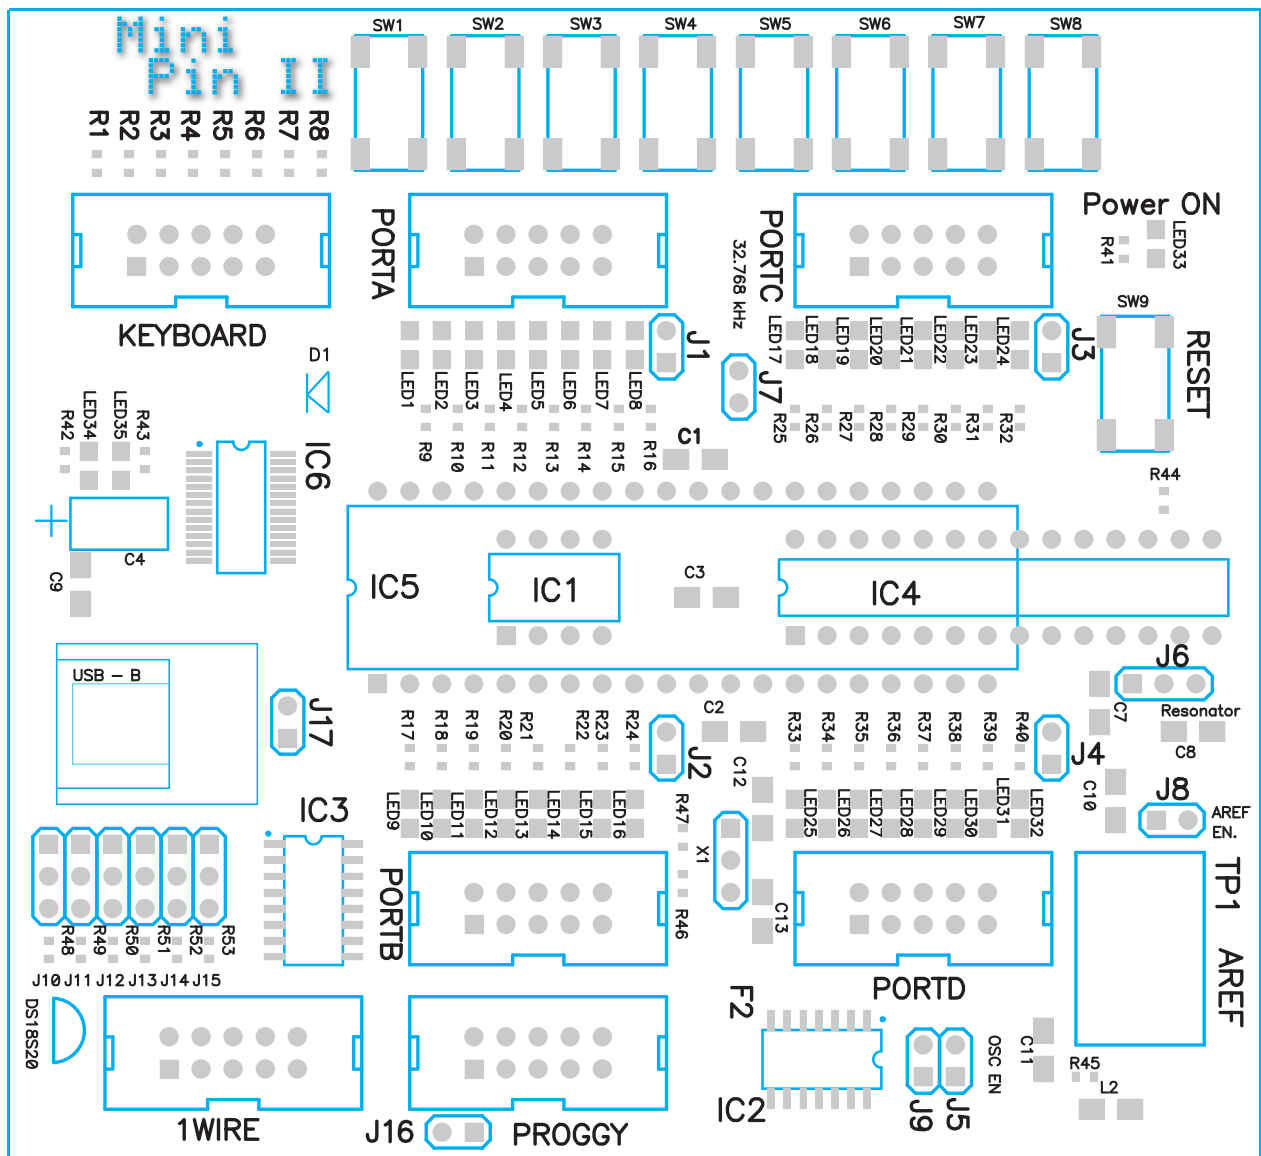 Mini
Pin II
SW1 SW2 SW3 SW4 SW5 SW6 SW7 SW8
R1 R2 R3 R4 R5 R6 R7 R8
KEYBOARD
PORTA
PORTC
32.768 kHz
Power ON
R41
LED33
SW9
RESET
J1
J7
J3
LED17 LED18 LED19 LED20 LED21 LED22 LED23 LED24
D1
LED1 LED2 LED3 LED4 LED5 LED6 LED7 LED8
R42 LED34 LED35 R43
IC6
R9 R10 R11 R12 R13 R14 R15 R16
C1
R25 R26 R27 R28 R29 R30 R31 R32
R44
C4
C9
IC5
IC1
C3
IC4
USB - B
J17
J6
C7
Resonator
C8
R17 R18 R19 R20 R21 R22 R23 R24
C2
J2
R33 R34 R35 R36 R37 R38 R39 R40
J4
C12
C10
J8
AREF
EN.
IC3
LED9 LED10 LED11 LED12 LED13 LED14 LED15 LED16
R47
X1
LED25 LED26 LED27 LED28 LED29 LED30 LED31 LED32
PORTB
R46
C13
TP1
AREF
R48 R49 R50 R51 R52 R53
J10 J11 J12 J13 J14 J15
PORTD
DS18S20
F2
OSC EN
C11
R45
L2
IC2
J9
J5
1WIRE
J16
PROGGY